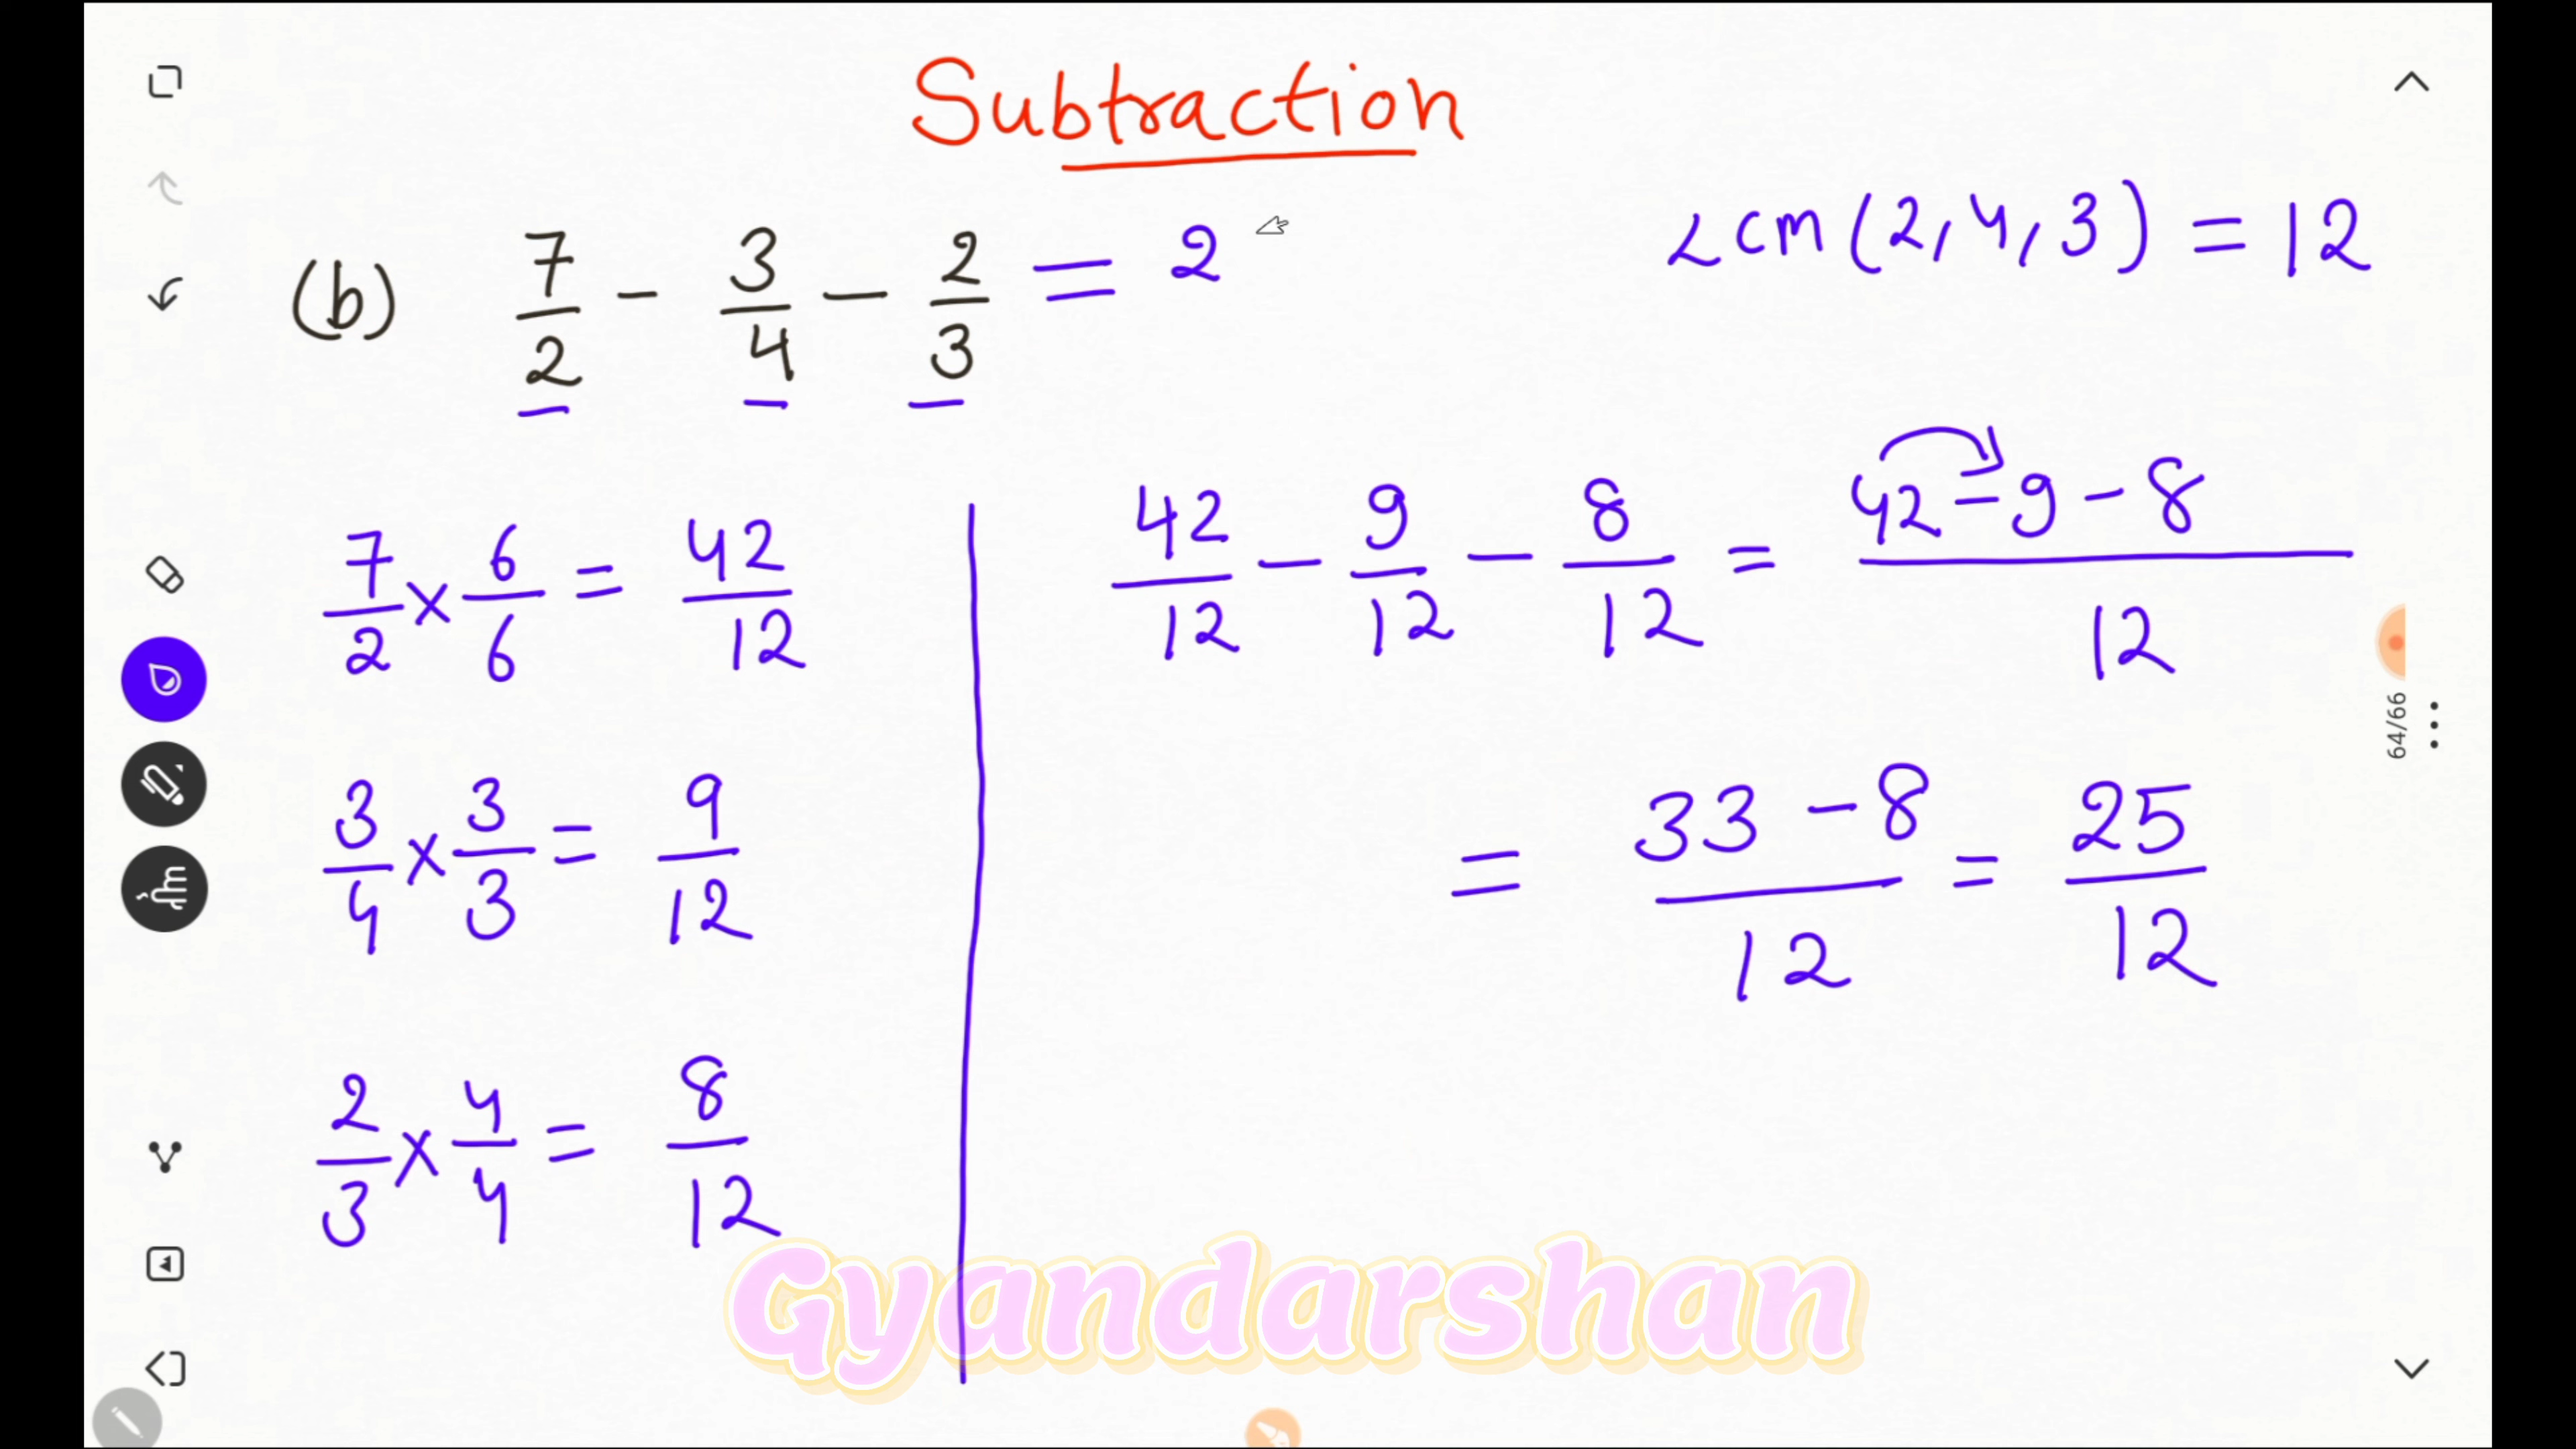 Subtraction
(b) 7/2 - 3/4 - 2/3 = 2
Lcm(2,4,3) = 12
7/2 x 6/6 = 42/12
3/4 x 3/3 = 9/12
2/3 x 4/4 = 8/12
42/12 - 9/12 - 8/12 = 42-9-8/12
= 33-8/12 = 25/12
64/66
Gyandarshan